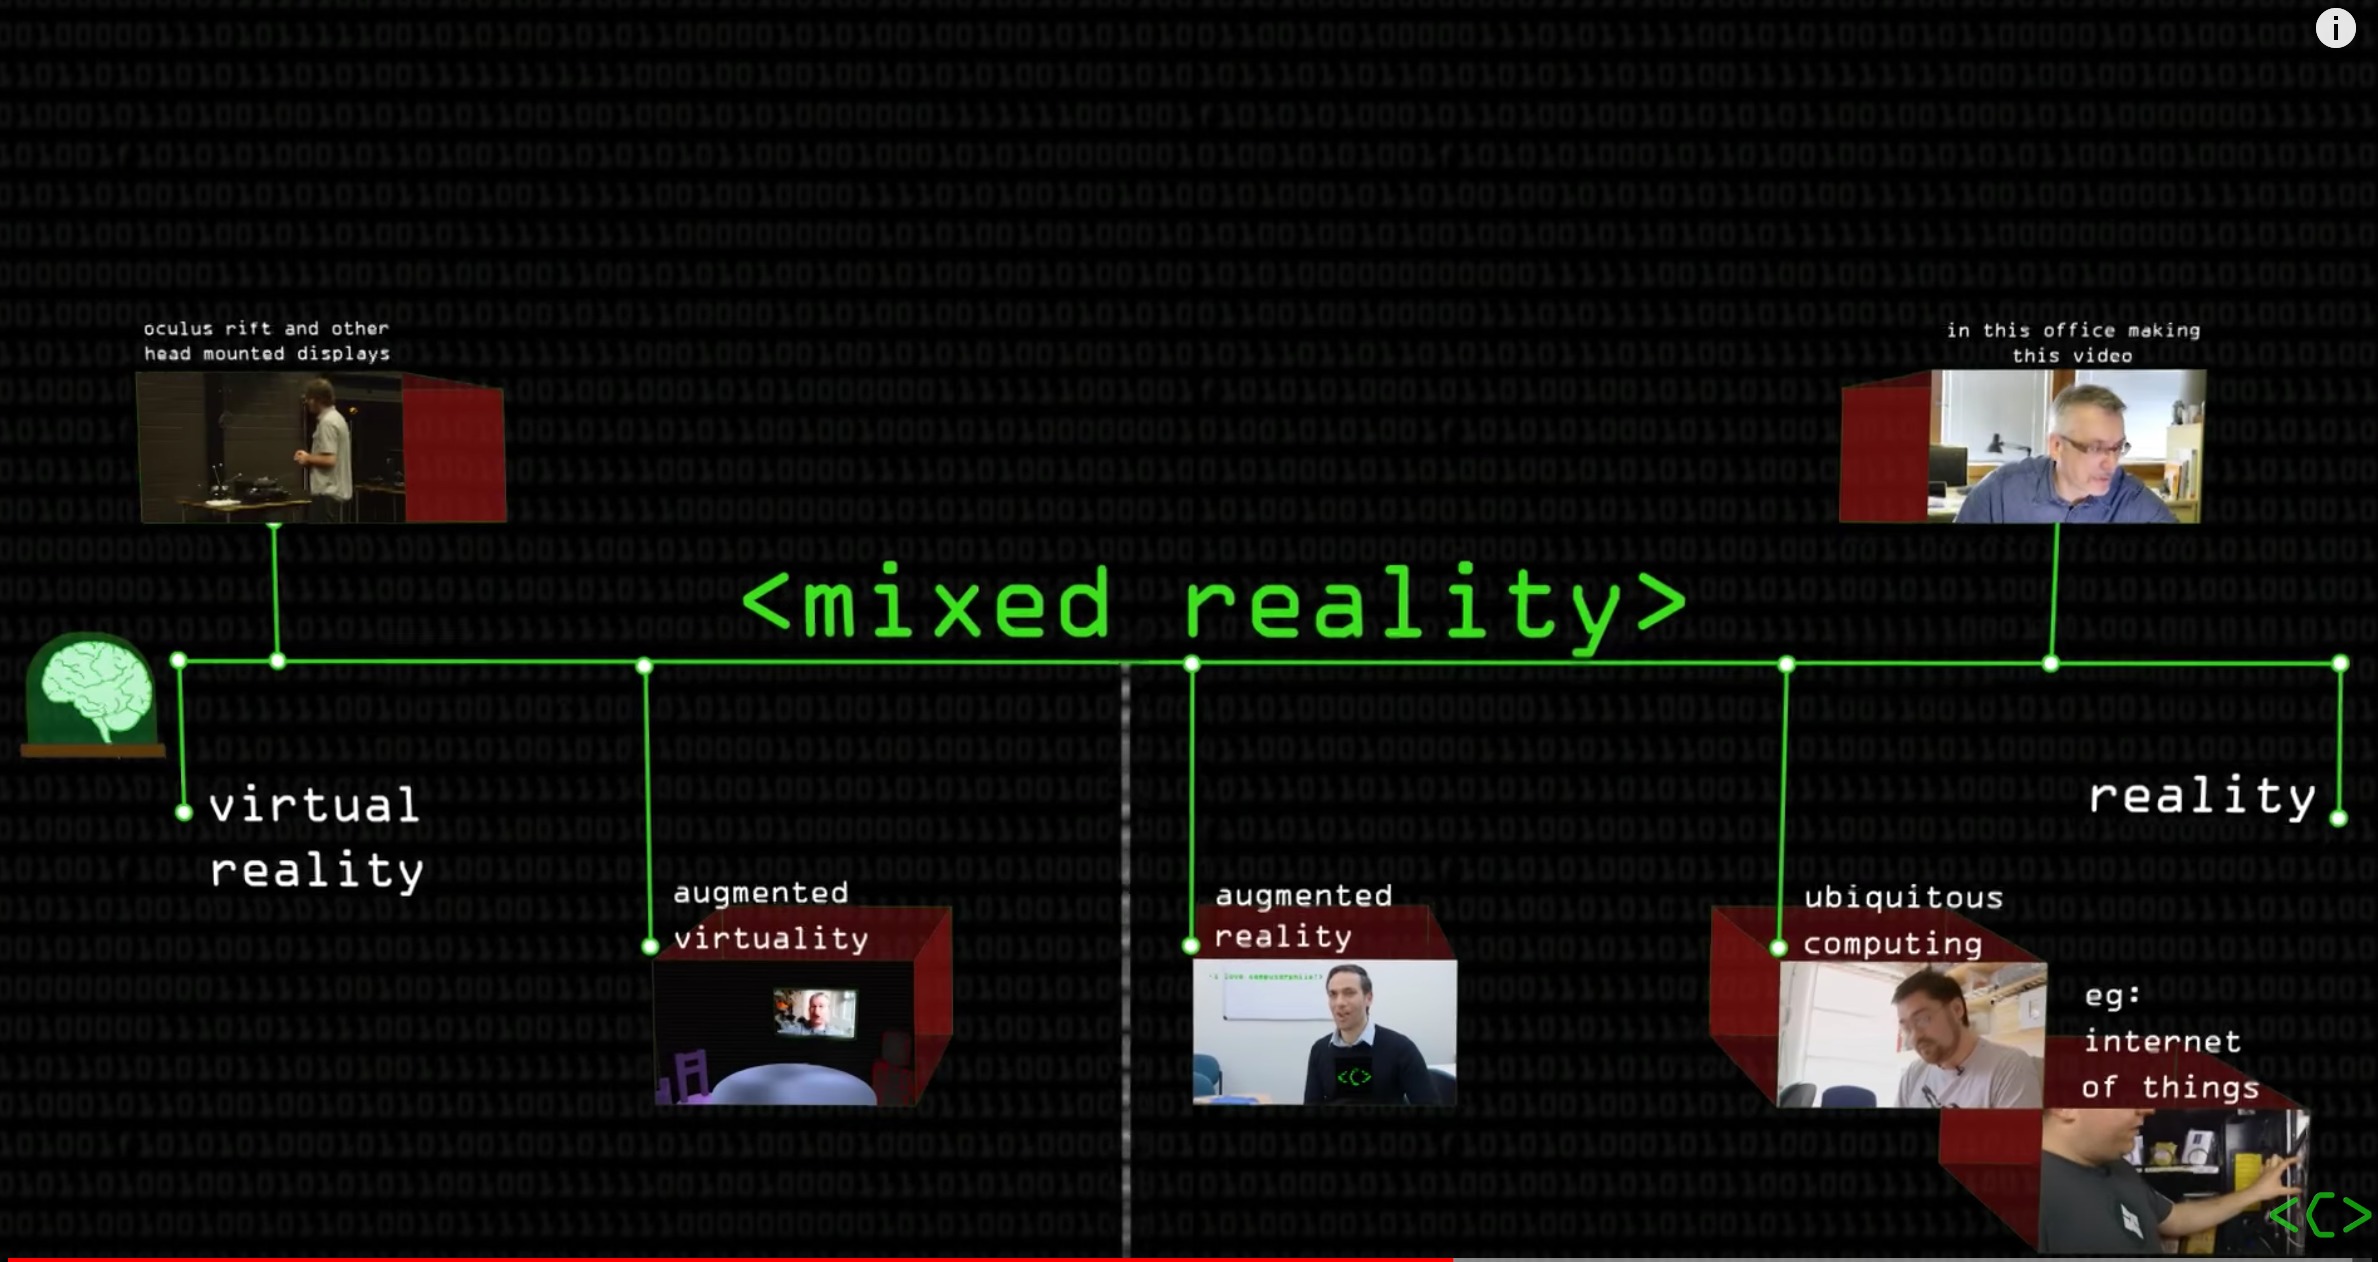 i
oculus rift and other
head mounted displays
in this office making
this video
<mixed reality>
virtual
reality
reality
augmented
virtuality
augmented
reality
ubiquitous
computing
eg:
internet
of things
<C>
<C>